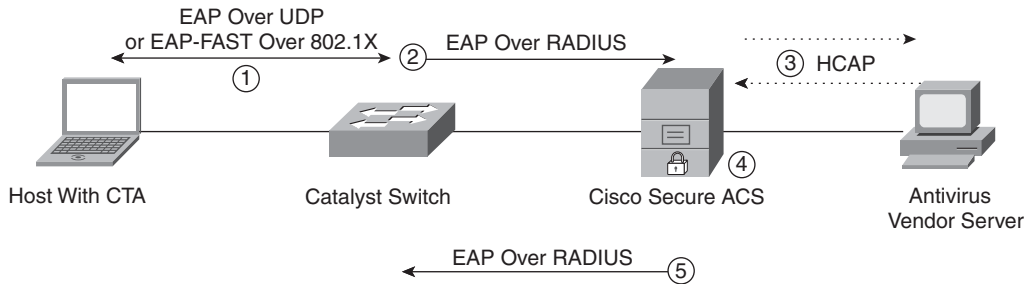 EAP Over UDP
or EAP-FAST Over 802.1X
1
2
EAP Over RADIUS
3 HCAP
4
Host With CTA
Catalyst Switch
Cisco Secure ACS
Antivirus
Vendor Server
EAP Over RADIUS
5